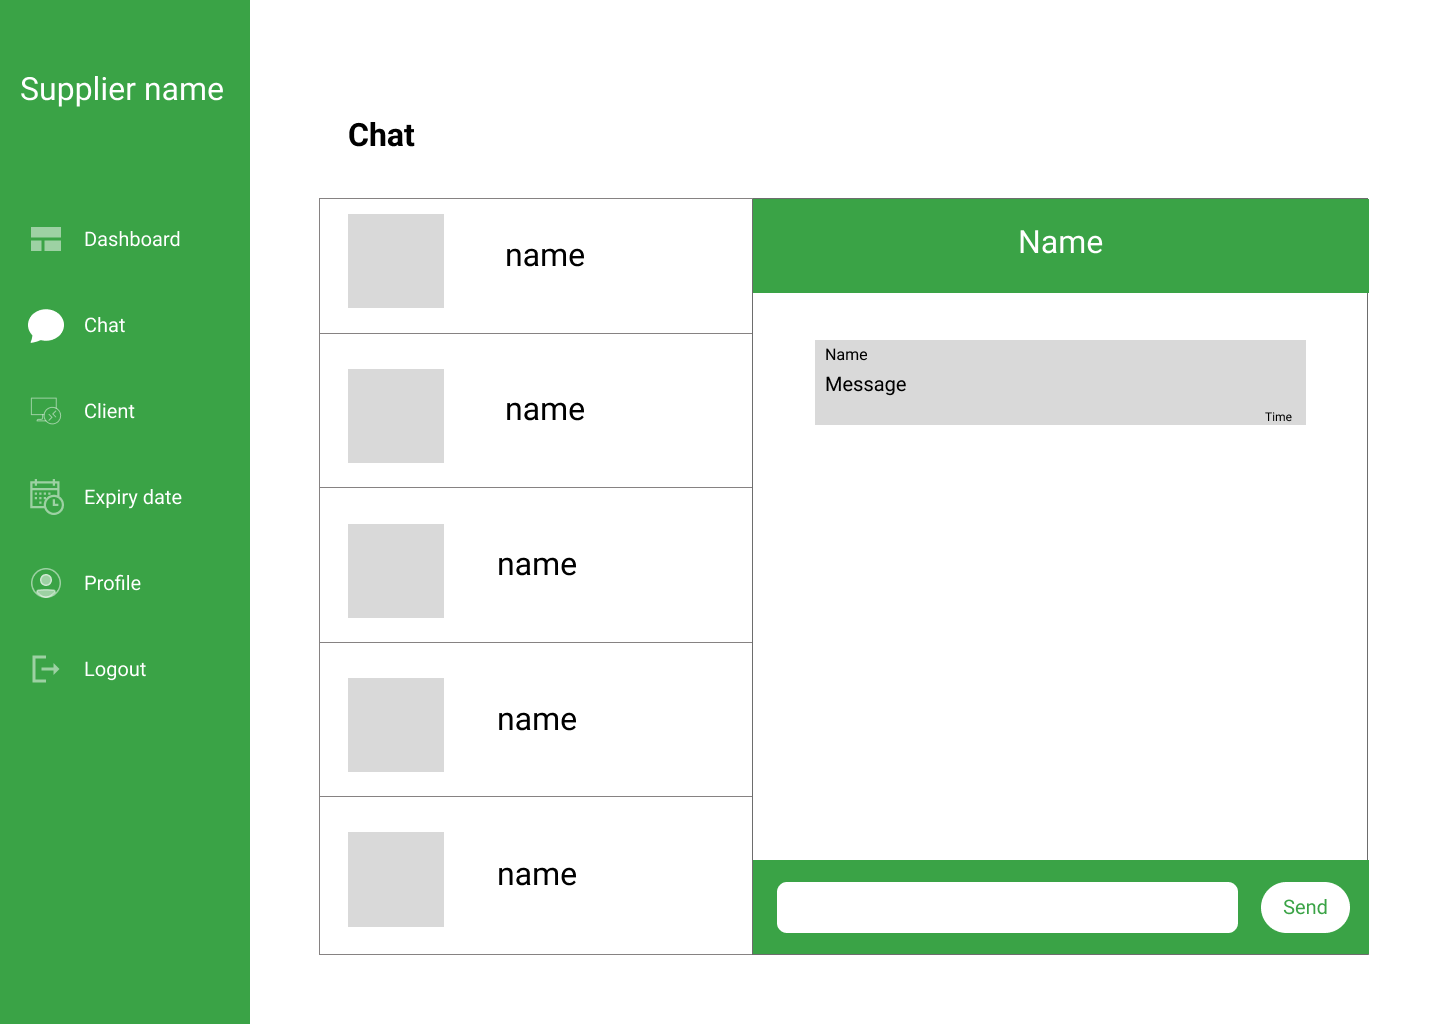 Supplier name
Dashboard
Chat
Client
Expiry date
Profile
Logout
Chat
name
name
name
name
name
Name
Name
Message
Time
Send